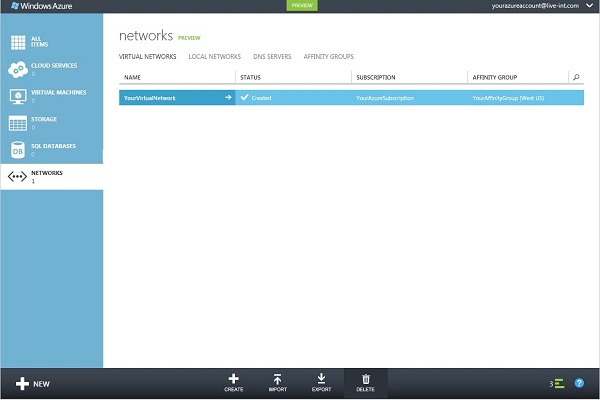 Windows Azure
PREVIEW
yourazureaccount@live-int.com
ALL
ITEMS
CLOUD SERVICES
0
VIRTUAL MACHINES
0
STORAGE
0
SQL DATABASES
0
NETWORKS
1
networks PREVIEW
VIRTUAL NETWORKS LOCAL NETWORKS DNS SERVERS AFFINITY GROUPS
NAME STATUS SUBSCRIPTION AFFINITY GROUP
YourVirtualNetwork Created YourAzureSubscription YourAffinityGroup (West US)
DB
NEW
CREATE IMPORT EXPORT DELETE
3
?